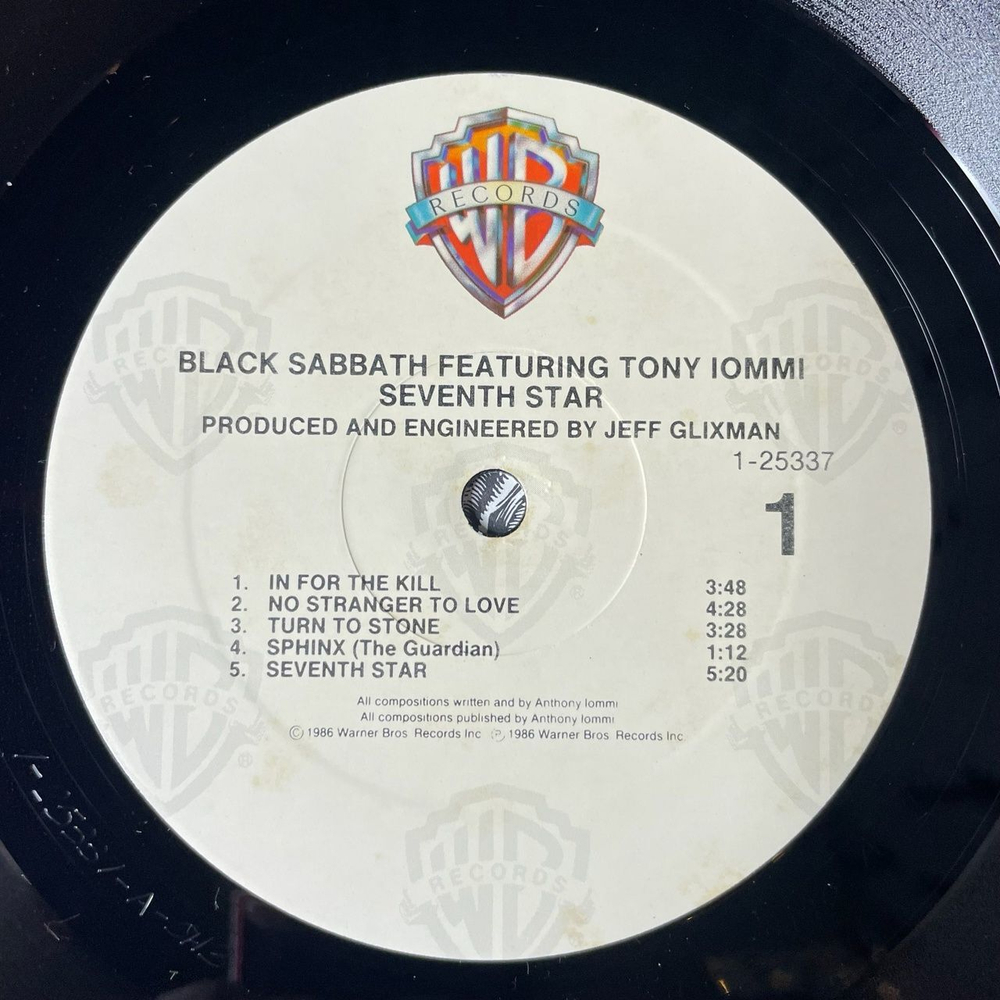 WB
RECORDS
BLACK SABBATH FEATURING TONY IOMMI
SEVENTH STAR
PRODUCED AND ENGINEERED BY JEFF GLIXMAN
1-25337
1
1. IN FOR THE KILL 3:48
2. NO STRANGER TO LOVE 4:28
3. TURN TO STONE 3:28
4. SPHINX (The Guardian) 1:12
5. SEVENTH STAR 5:20
All compositions written and by Anthony Iommi
All compositions published by Anthony Iommi
© 1986 Warner Bros Records Inc ℗ 1986 Warner Bros Records Inc